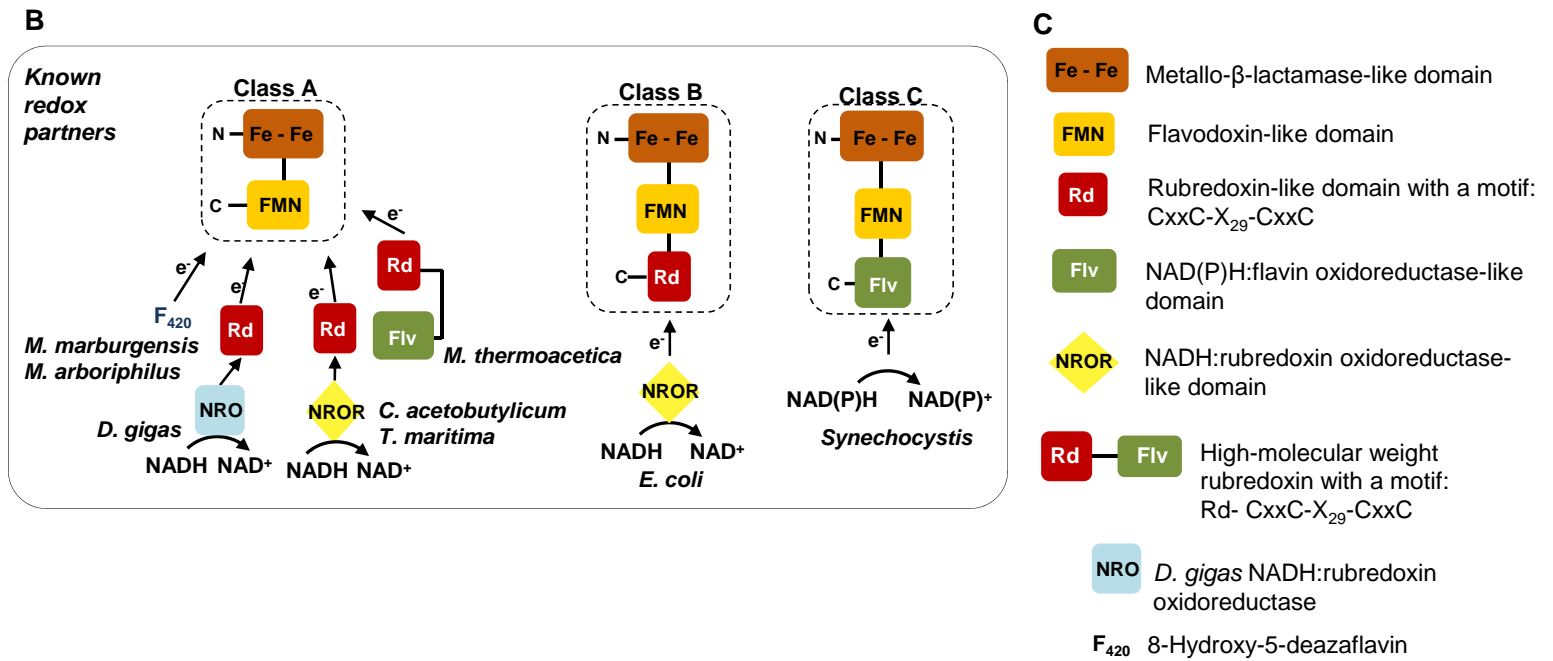 B
Known
redox
partners
Class A
N
Fe - Fe
C
FMN
e-
Rd
Flv
M. thermoacetica
e-
F420
M. marburgensis
M. arboriphilus
e-
Rd
NRO
D. gigas
NADH NAD+
e-
Rd
NROR
C. acetobutylicum
T. maritima
NADH NAD+
Class B
N
Fe - Fe
FMN
C
Rd
e-
NROR
NADH NAD+
E. coli
Class C
N
Fe - Fe
FMN
C
Flv
e-
NAD(P)H NAD(P)+
Synechocystis
C
Fe - Fe Metallo-β-lactamase-like domain
FMN Flavodoxin-like domain
Rd Rubredoxin-like domain with a motif:
CxxC-X29-CxxC
Flv NAD(P)H:flavin oxidoreductase-like
domain
NROR NADH:rubredoxin oxidoreductase-
like domain
Rd Flv High-molecular weight
rubredoxin with a motif:
Rd- CxxC-X29-CxxC
NRO D. gigas NADH:rubredoxin
oxidoreductase
F420 8-Hydroxy-5-deazaflavin